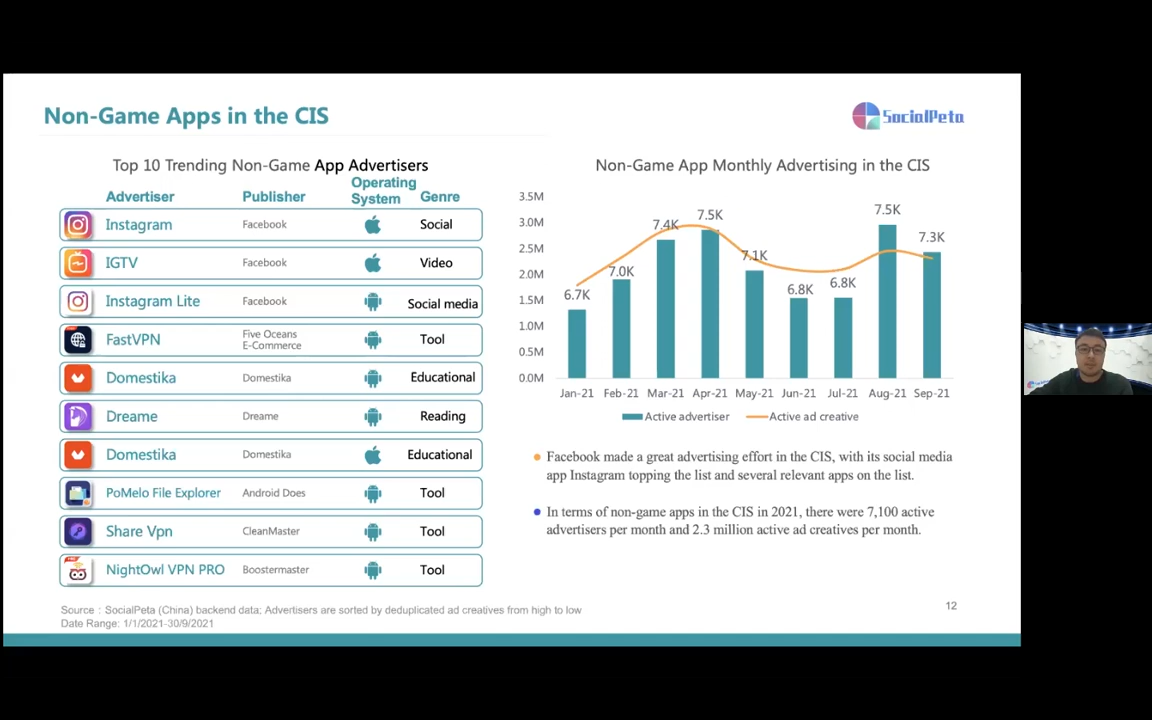 Non-Game Apps in the CIS
SocialPeta
Top 10 Trending Non-Game App Advertisers
Advertiser Publisher Operating System Genre
Instagram Facebook Social
IGTV Facebook Video
Instagram Lite Facebook Social media
FastVPN Five Oceans E-Commerce Tool
Domestika Domestika Educational
Dreame Dreame Reading
Domestika Domestika Educational
PoMelo File Explorer Android Does Tool
Share Vpn CleanMaster Tool
NightOwl VPN PRO Boostermaster Tool
Non-Game App Monthly Advertising in the CIS
3.5M
3.0M
2.5M
2.0M
1.5M
1.0M
0.5M
0.0M
6.7K 7.0K 7.4K 7.5K 7.1K 6.8K 6.8K 7.5K 7.3K
Jan-21 Feb-21 Mar-21 Apr-21 May-21 Jun-21 Jul-21 Aug-21 Sep-21
Active advertiser Active ad creative
Facebook made a great advertising effort in the CIS, with its social media
app Instagram topping the list and several relevant apps on the list.
In terms of non-game apps in the CIS in 2021, there were 7,100 active
advertisers per month and 2.3 million active ad creatives per month.
Source : SocialPeta (China) backend data; Advertisers are sorted by deduplicated ad creatives from high to low
Date Range: 1/1/2021-30/9/2021
12